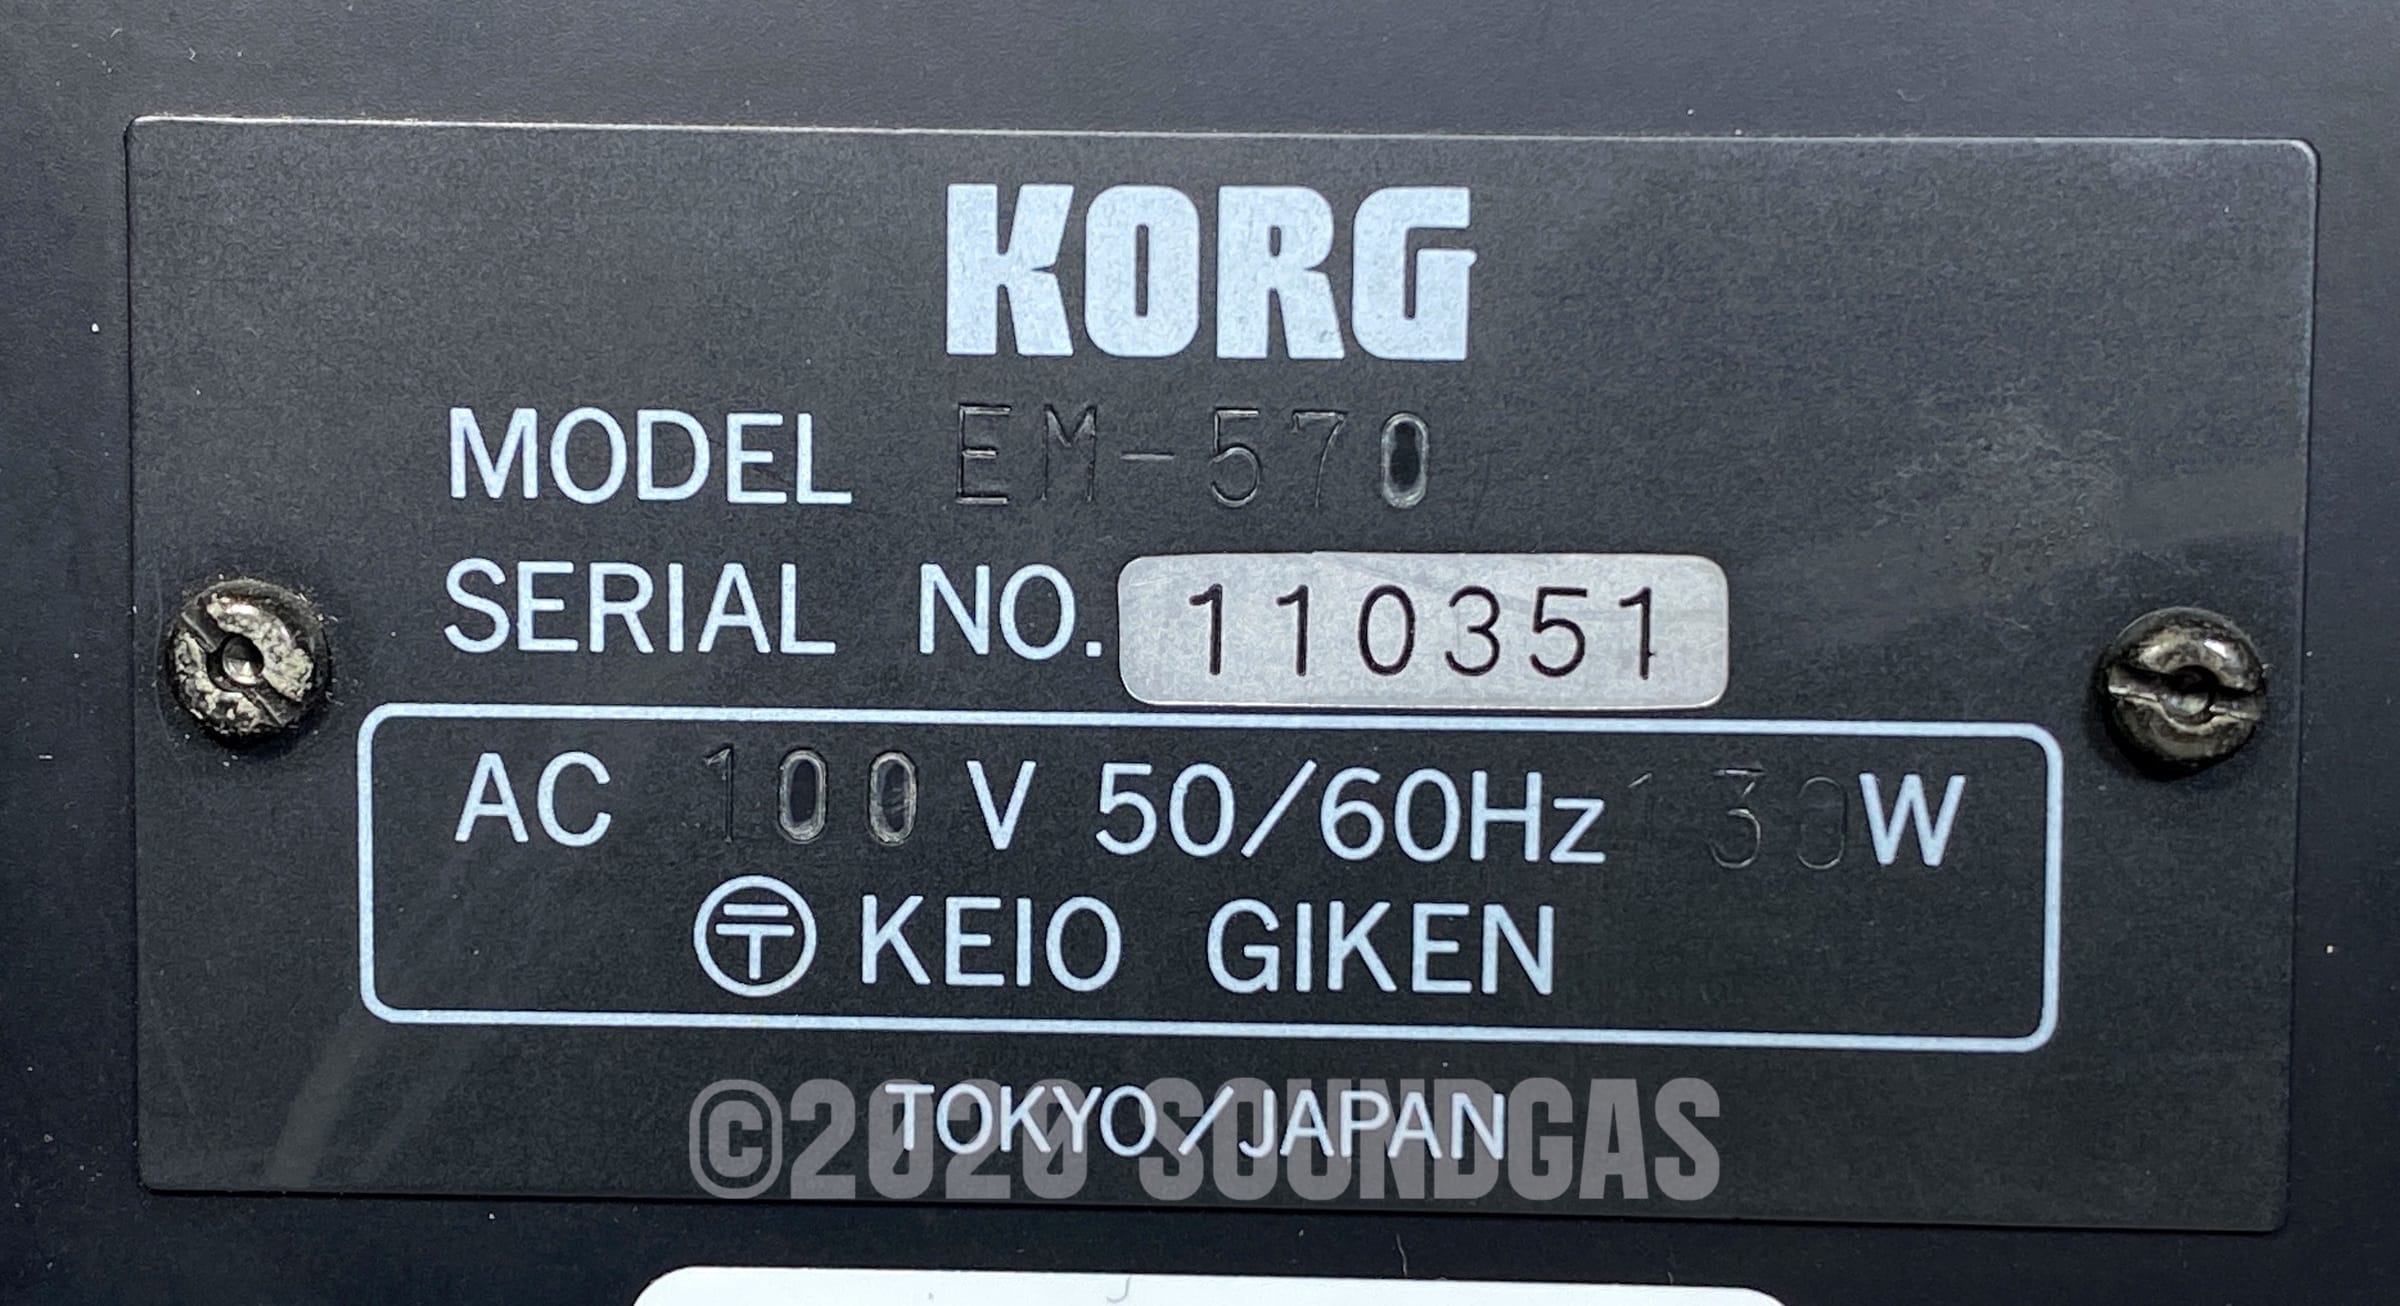 KORG
MODEL EM-570
SERIAL NO. 110351
AC 100 V 50/60Hz 130W
〶 KEIO GIKEN
TOKYO/JAPAN
©2020 SOUNDGAS